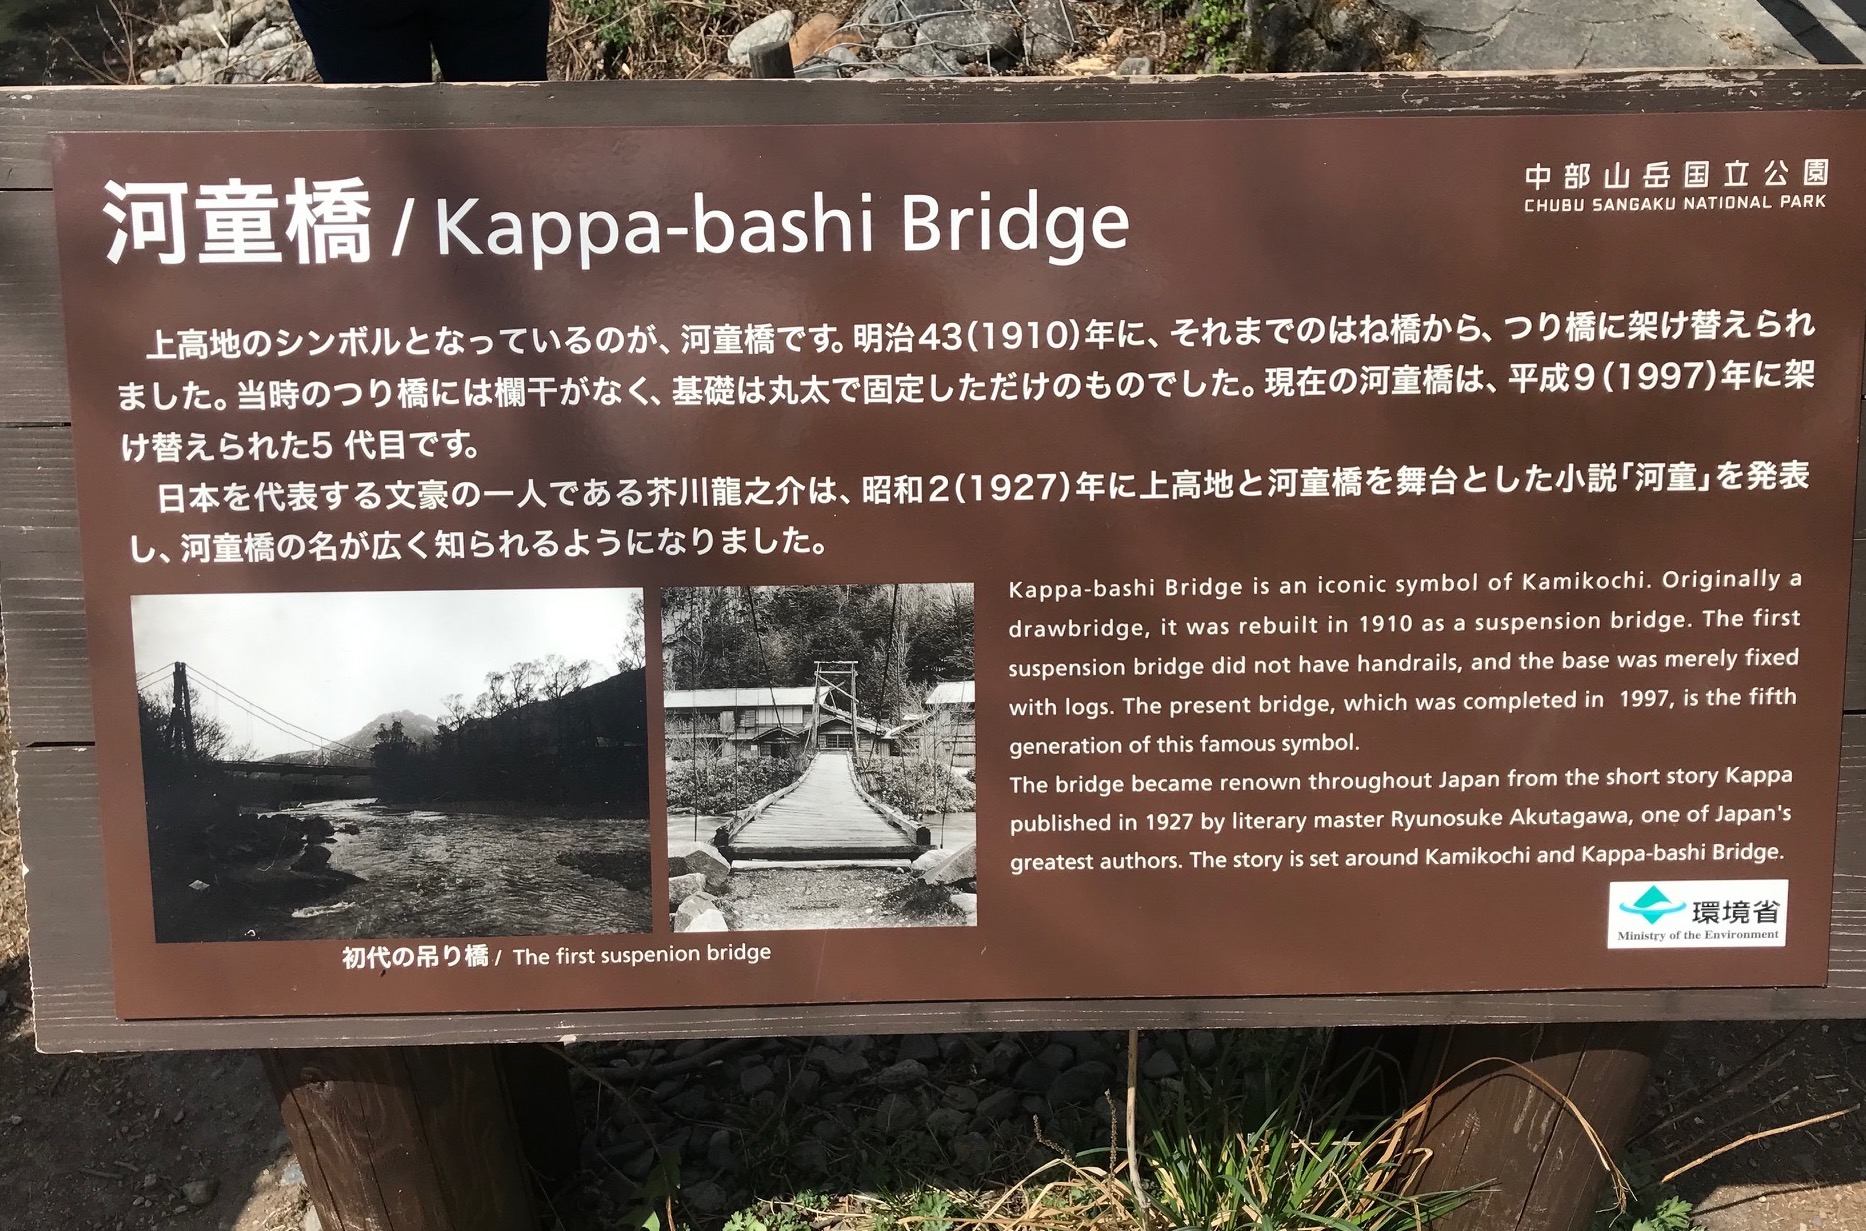 河童橋 / Kappa-bashi Bridge
中部山岳国立公園
CHUBU SANGAKU NATIONAL PARK
上高地のシンボルとなっているのが、河童橋です。明治43(1910)年に、それまでのはね橋から、つり橋に架け替えられ
ました。当時のつり橋には欄干がなく、基礎は丸太で固定しただけのものでした。現在の河童橋は、平成9(1997)年に架
け替えられた5 代目です。
日本を代表する文豪の一人である芥川龍之介は、昭和2(1927)年に上高地と河童橋を舞台とした小説「河童」を発表
し、河童橋の名が広く知られるようになりました。
Kappa-bashi Bridge is an iconic symbol of Kamikochi. Originally a
drawbridge, it was rebuilt in 1910 as a suspension bridge. The first
suspension bridge did not have handrails, and the base was merely fixed
with logs. The present bridge, which was completed in 1997, is the fifth
generation of this famous symbol.
The bridge became renown throughout Japan from the short story Kappa
published in 1927 by literary master Ryunosuke Akutagawa, one of Japan's
greatest authors. The story is set around Kamikochi and Kappa-bashi Bridge.
初代の吊り橋 / The first suspenion bridge
環境省
Ministry of the Environment